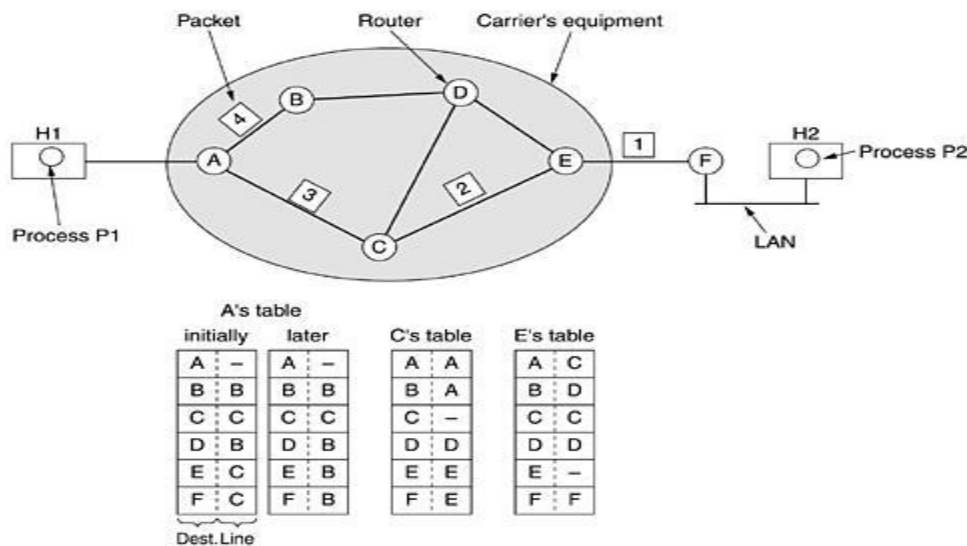 Packet
Router
Carrier's equipment
B
D
4
H1
1
H2
A
E
F
Process P2
3
2
Process P1
C
LAN
A's table
initially later C's table E's table
A – A – A A A C
B B B B B A B D
C C C C C – C C
D B D B D D D D
E C E B E E E –
F C F B F E F F
Dest. Line